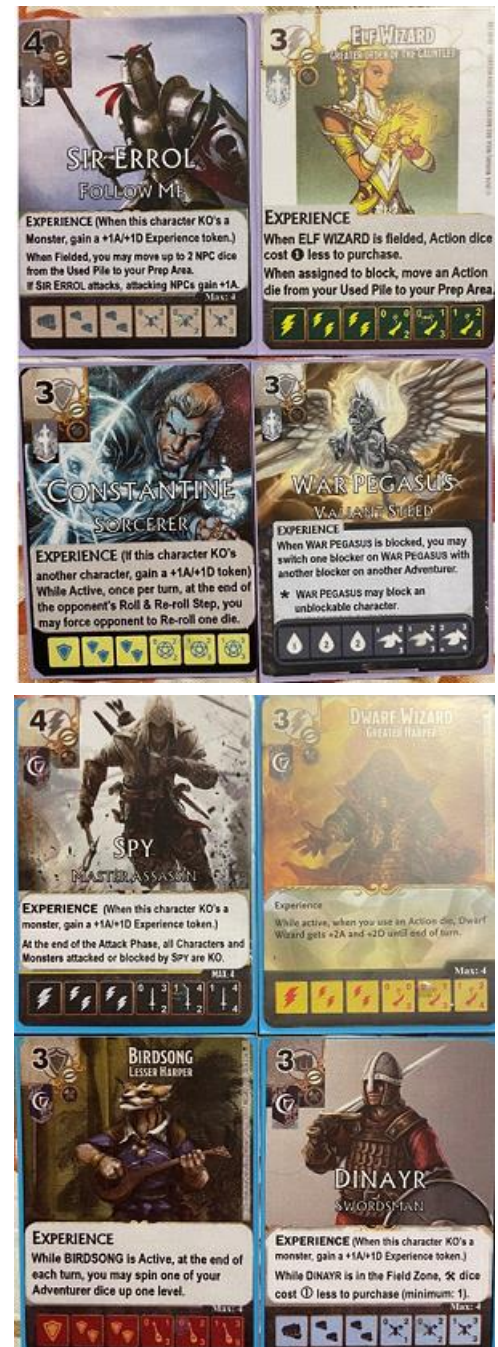 4
SIR ERROL
FOLLOW ME
EXPERIENCE (When this character KO's a
Monster, gain a +1A/+1D Experience token.)
When Fielded, you may move up to 2 NPC dice
from the Used Pile to your Prep Area.
If SIR ERROL attacks, attacking NPCs gain +1A.
Max: 4
3
ELF WIZARD
GREATER ORDER OF THE GAUNTLET
EXPERIENCE
When ELF WIZARD is fielded, Action dice
cost 1 less to purchase.
When assigned to block, move an Action
die from your Used Pile to your Prep Area.
3
CONSTANTINE
SORCERER
EXPERIENCE (If this character KO's
another character, gain a +1A/+1D token)
While Active, once per turn, at the end of
the opponent's Roll & Re-roll Step, you
may force opponent to Re-roll one die.
3
WAR PEGASUS
VALIANT STEED
EXPERIENCE
When WAR PEGASUS is blocked, you may
switch one blocker on WAR PEGASUS with
another blocker on another Adventurer.
* WAR PEGASUS may block an
unblockable character.
1 2 2
4
SPY
MASTER ASSASIN
EXPERIENCE (When this character KO's a
monster, gain a +1A/+1D Experience token.)
At the end of the Attack Phase, all Characters and
Monsters attacked or blocked by SPY are KO.
MAX. 4
3
DWARF WIZARD
GREATER HARPER
Experience
While active, when you use an Action die, Dwarf
Wizard gets +2A and +2D until end of turn.
Max: 4
3
BIRDSONG
LESSER HARPER
EXPERIENCE
While BIRDSONG is Active, at the end of
each turn, you may spin one of your
Adventurer dice up one level.
Max: 4
3
DINAYR
SWORDSMAN
EXPERIENCE (When this character KO's a
monster, gain a +1A/+1D Experience token.)
While DINAYR is in the Field Zone, dice
cost 1 less to purchase (minimum: 1).
Max: 4